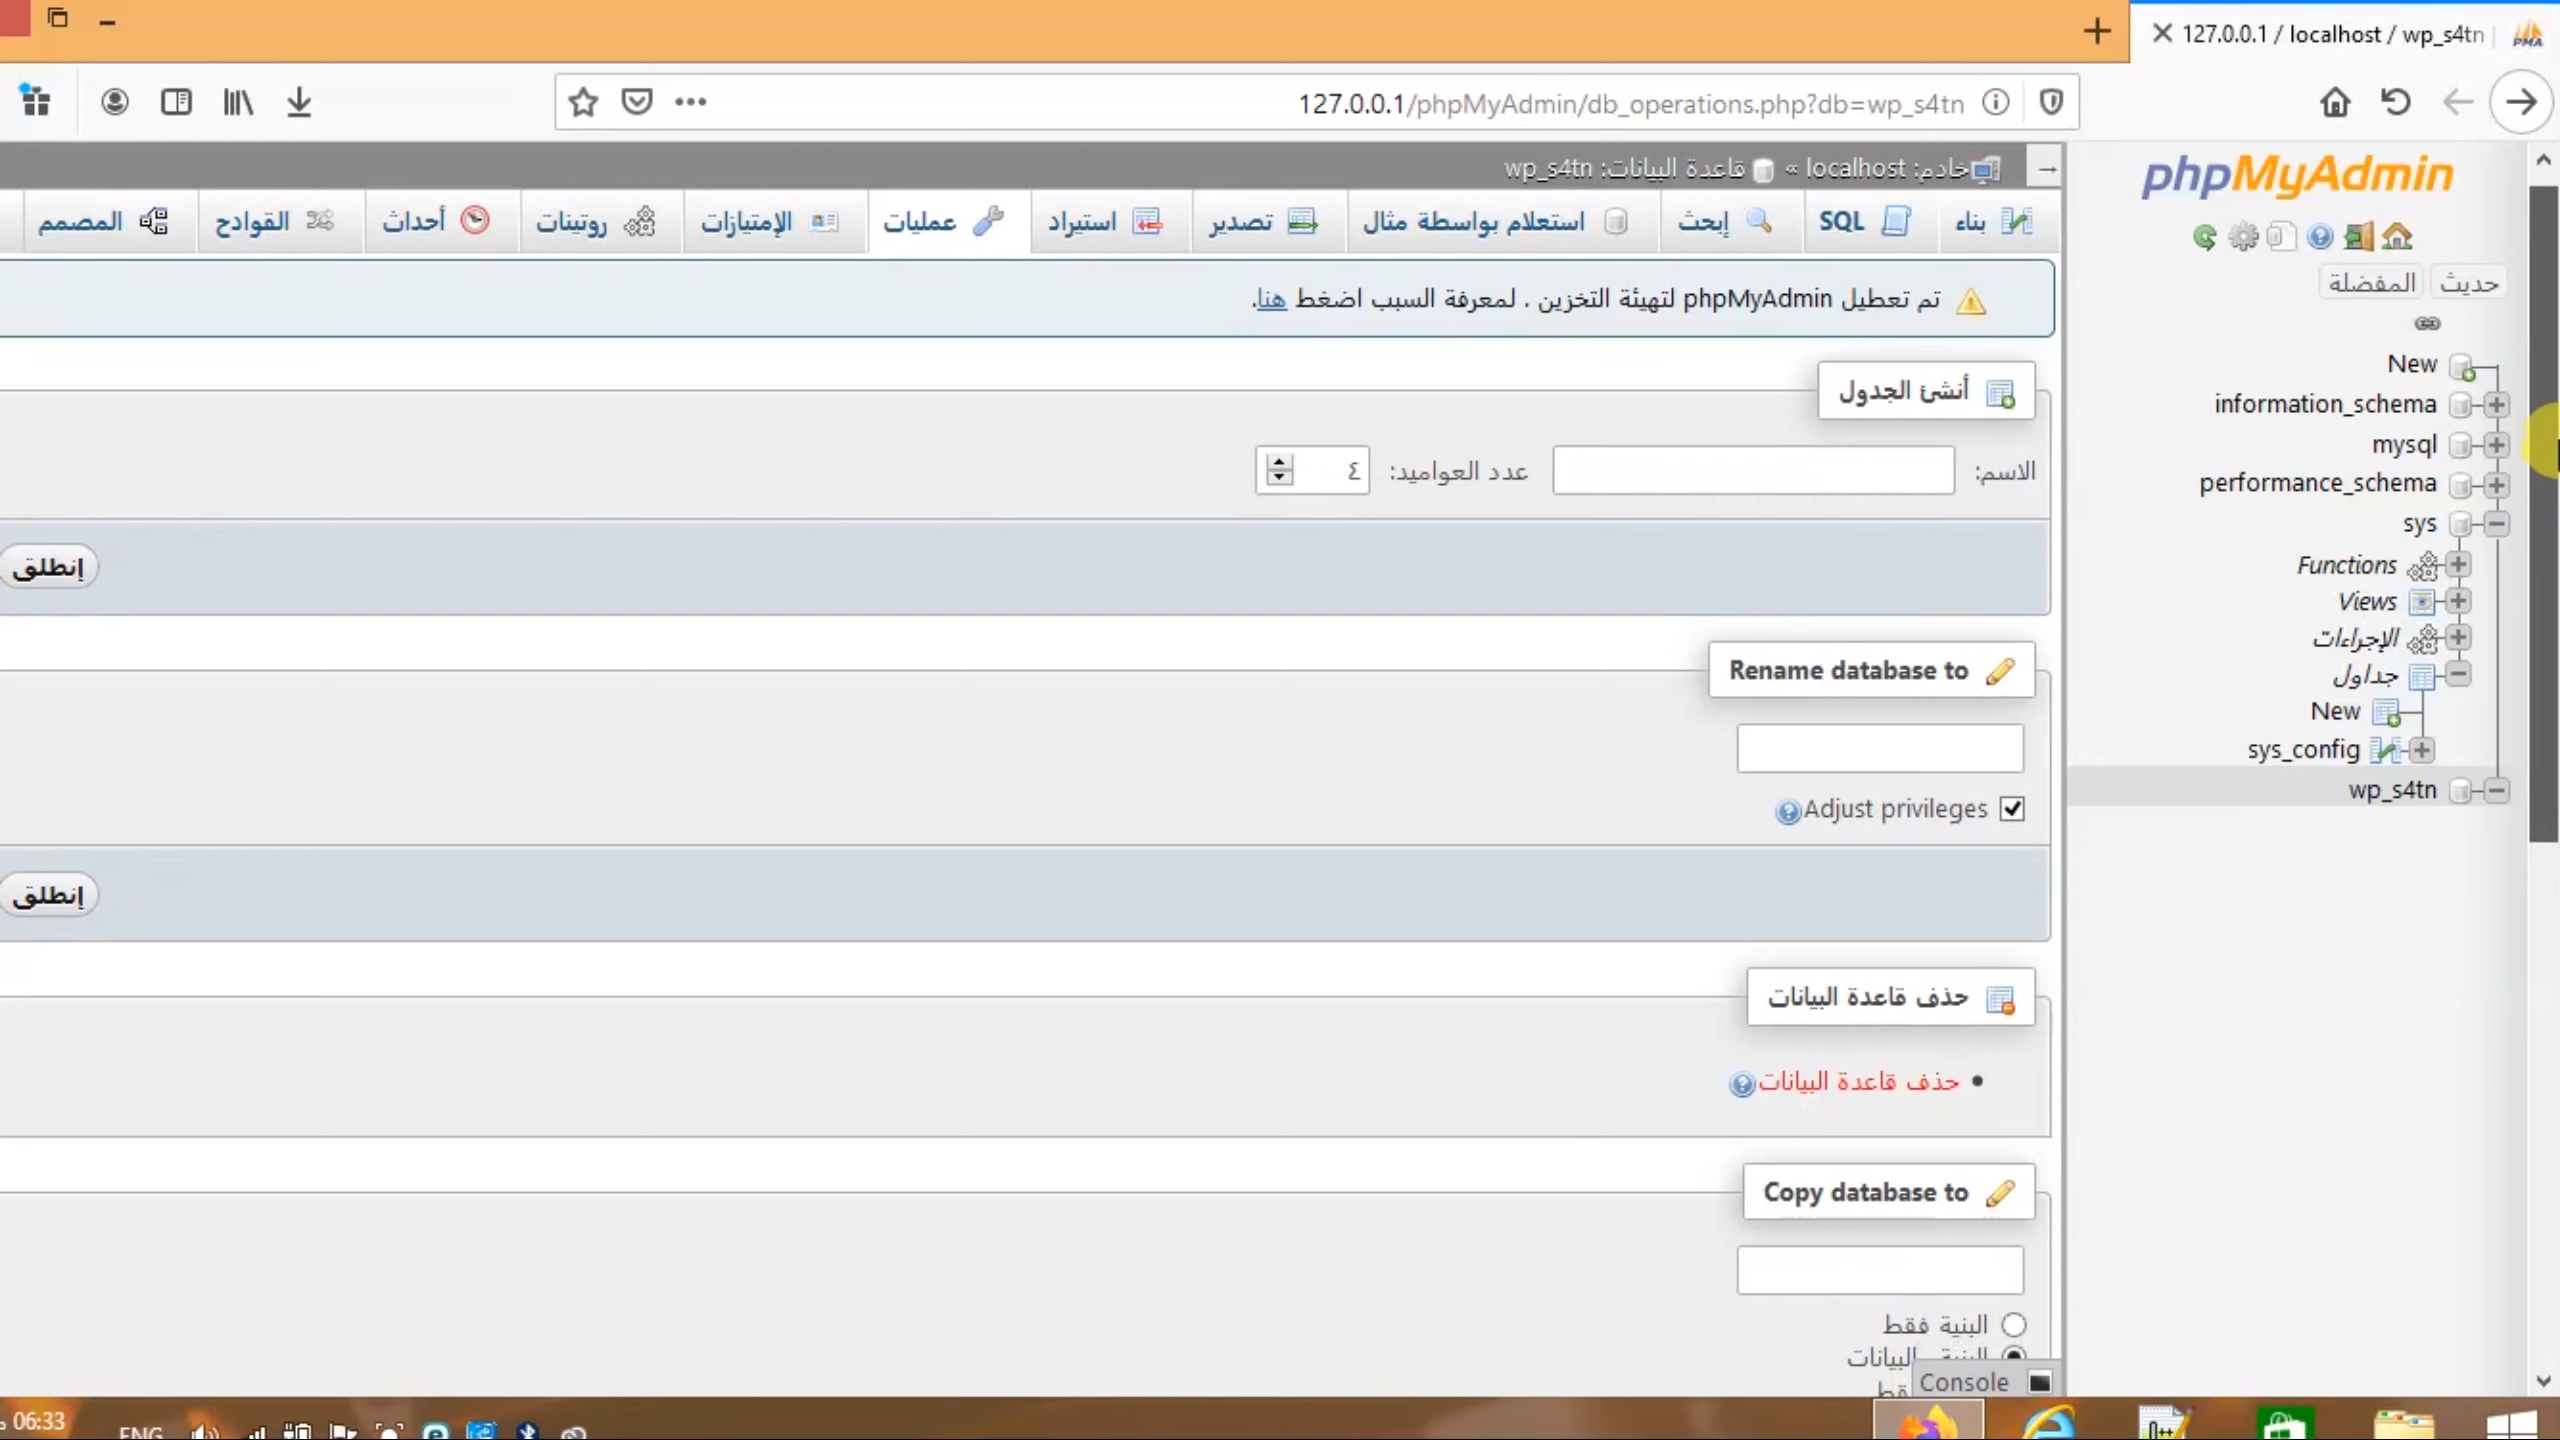 127.0.0.1 / localhost / wp_s4tn
127.0.0.1/phpMyAdmin/db_operations.php?db=wp_s4tn
phpMyAdmin
حديث المفضلة
New
information_schema
mysql
performance_schema
sys
Functions
Views
الإجراءات
جداول
New
sys_config
wp_s4tn
خادم: localhost » قاعدة البيانات: wp_s4tn
بناء SQL إبحث استعلام بواسطة مثال تصدير استيراد عمليات الإمتيازات روتينات أحداث القوادح المصمم
تم تعطيل phpMyAdmin لتهيئة التخزين . لمعرفة السبب اضغط هنا.
أنشئ الجدول
الاسم: عدد العواميد: ٤
إنطلق
Rename database to
Adjust privileges
إنطلق
حذف قاعدة البيانات
• حذف قاعدة البيانات
Copy database to
البنية فقط
البيانات
Console
ENG
06:33